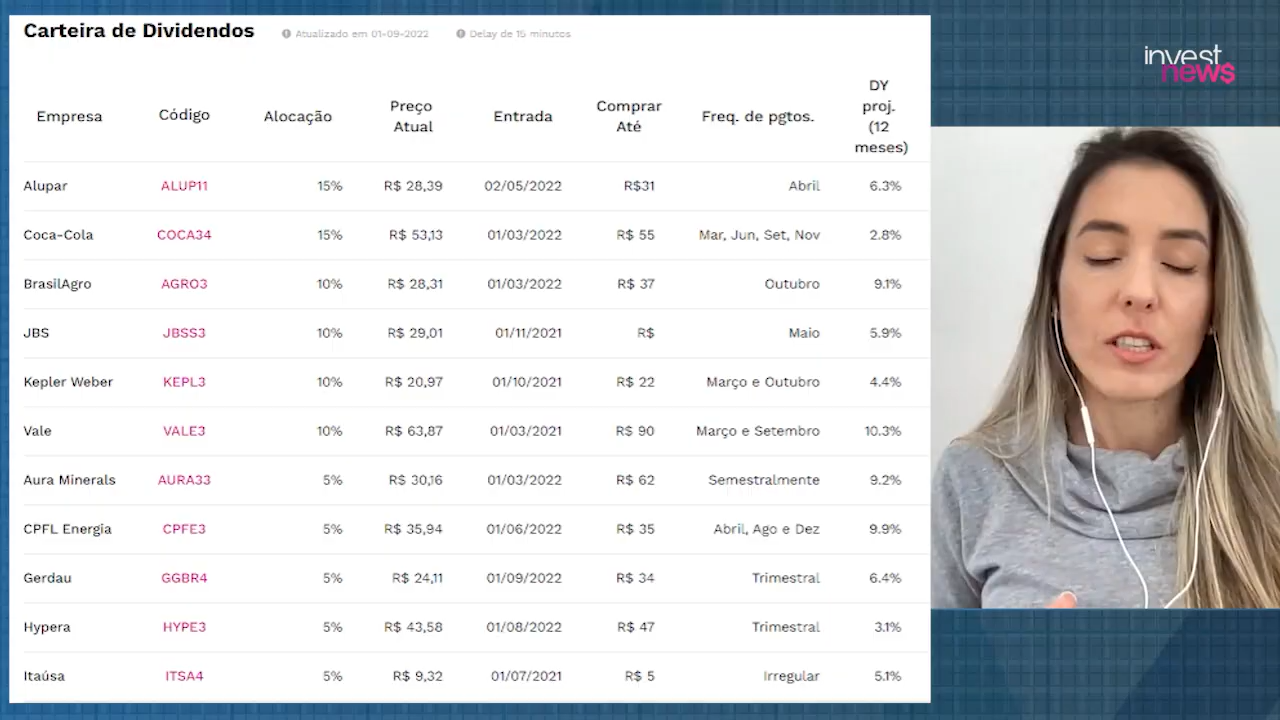 Carteira de Dividendos Atualizado em 01-09-2022 Delay de 15 minutos
invest
news
Empresa Código Alocação Preço Atual Entrada Comprar Até Freq. de pgtos. DY proj. (12 meses)
Alupar ALUP11 15% R$ 28,39 02/05/2022 R$31 Abril 6.3%
Coca-Cola COCA34 15% R$ 53,13 01/03/2022 R$ 55 Mar, Jun, Set, Nov 2.8%
BrasilAgro AGRO3 10% R$ 28,31 01/03/2022 R$ 37 Outubro 9.1%
JBS JBSS3 10% R$ 29,01 01/11/2021 R$ Maio 5.9%
Kepler Weber KEPL3 10% R$ 20,97 01/10/2021 R$ 22 Março e Outubro 4.4%
Vale VALE3 10% R$ 63,87 01/03/2021 R$ 90 Março e Setembro 10.3%
Aura Minerals AURA33 5% R$ 30,16 01/03/2022 R$ 62 Semestralmente 9.2%
CPFL Energia CPFE3 5% R$ 35,94 01/06/2022 R$ 35 Abril, Ago e Dez 9.9%
Gerdau GGBR4 5% R$ 24,11 01/09/2022 R$ 34 Trimestral 6.4%
Hypera HYPE3 5% R$ 43,58 01/08/2022 R$ 47 Trimestral 3.1%
Itaúsa ITSA4 5% R$ 9,32 01/07/2021 R$ 5 Irregular 5.1%